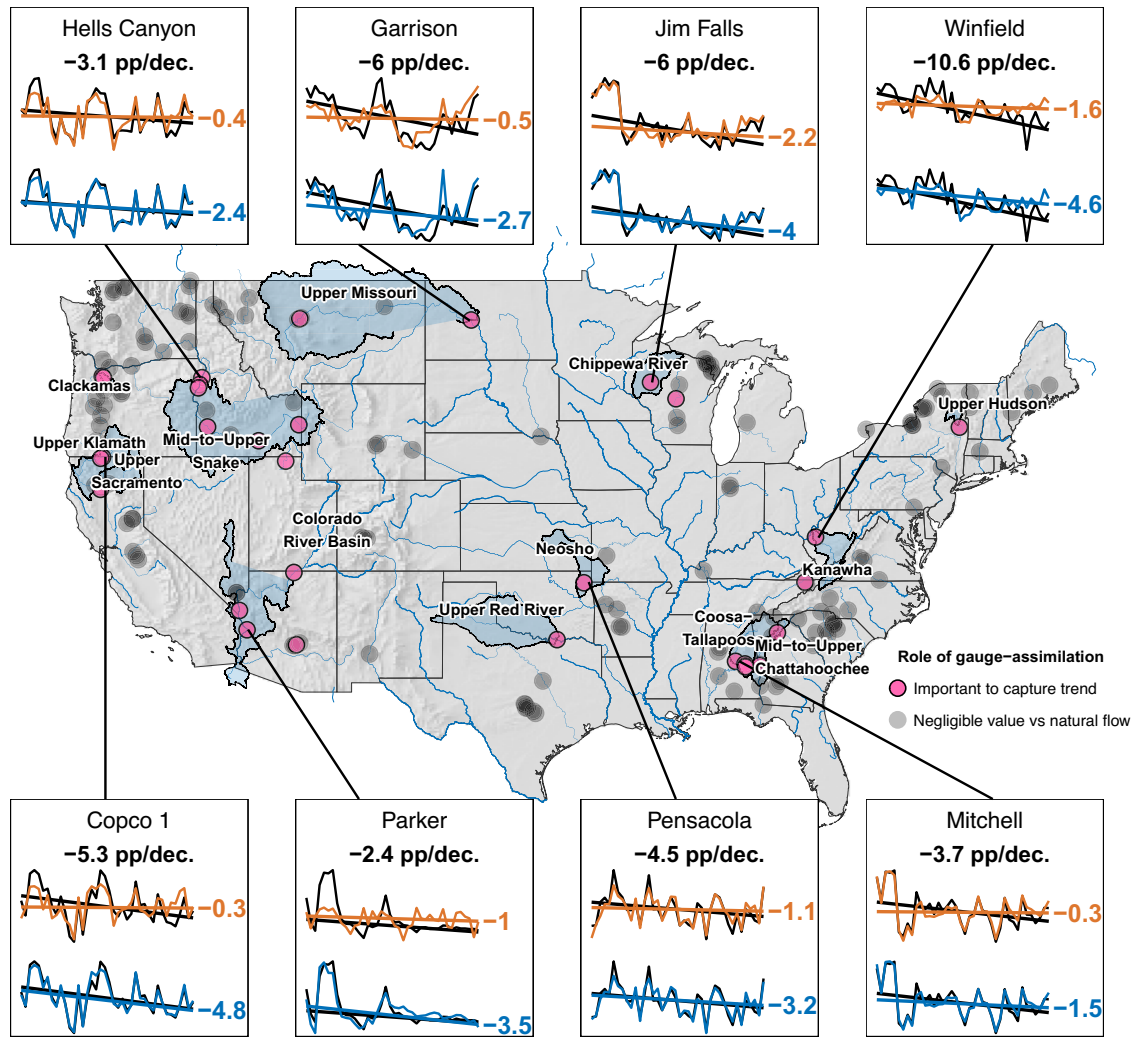 Hells Canyon
−3.1 pp/dec.
−0.4
−2.4
Garrison
−6 pp/dec.
−0.5
−2.7
Jim Falls
−6 pp/dec.
−2.2
−4
Winfield
−10.6 pp/dec.
−1.6
−4.6
Upper Missouri
Chippewa River
Clackamas
Upper Hudson
Upper Klamath
Mid−to−Upper
Snake
Upper
Sacramento
Colorado
River Basin
Neosho
Kanawha
Upper Red River
Coosa−
Tallapoos
Mid−to−Upper
Chattahoochee
Role of gauge−assimilation
Important to capture trend
Negligible value vs natural flow
Copco 1
−5.3 pp/dec.
−0.3
−4.8
Parker
−2.4 pp/dec.
−1
−3.5
Pensacola
−4.5 pp/dec.
−1.1
−3.2
Mitchell
−3.7 pp/dec.
−0.3
−1.5